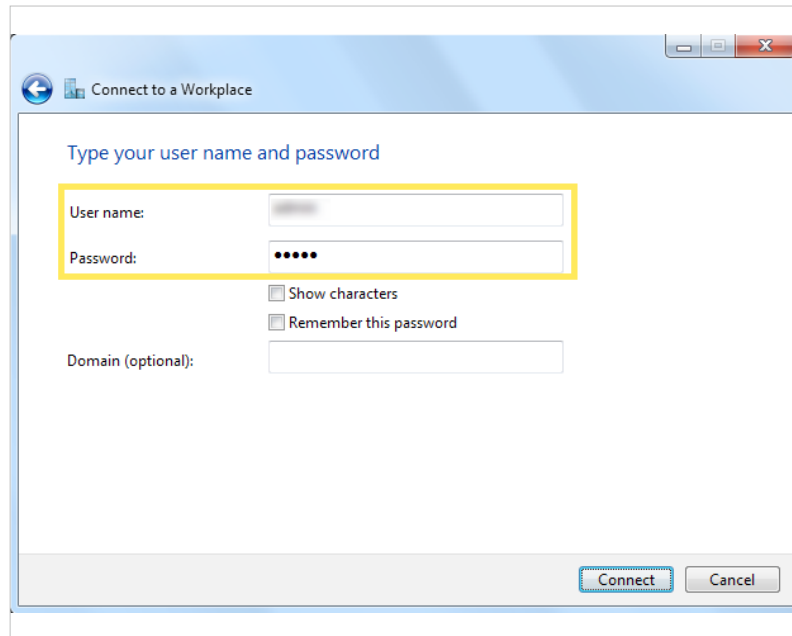 Connect to a Workplace
Type your user name and password
User name:
Password: •••••
Show characters
Remember this password
Domain (optional):
Connect Cancel